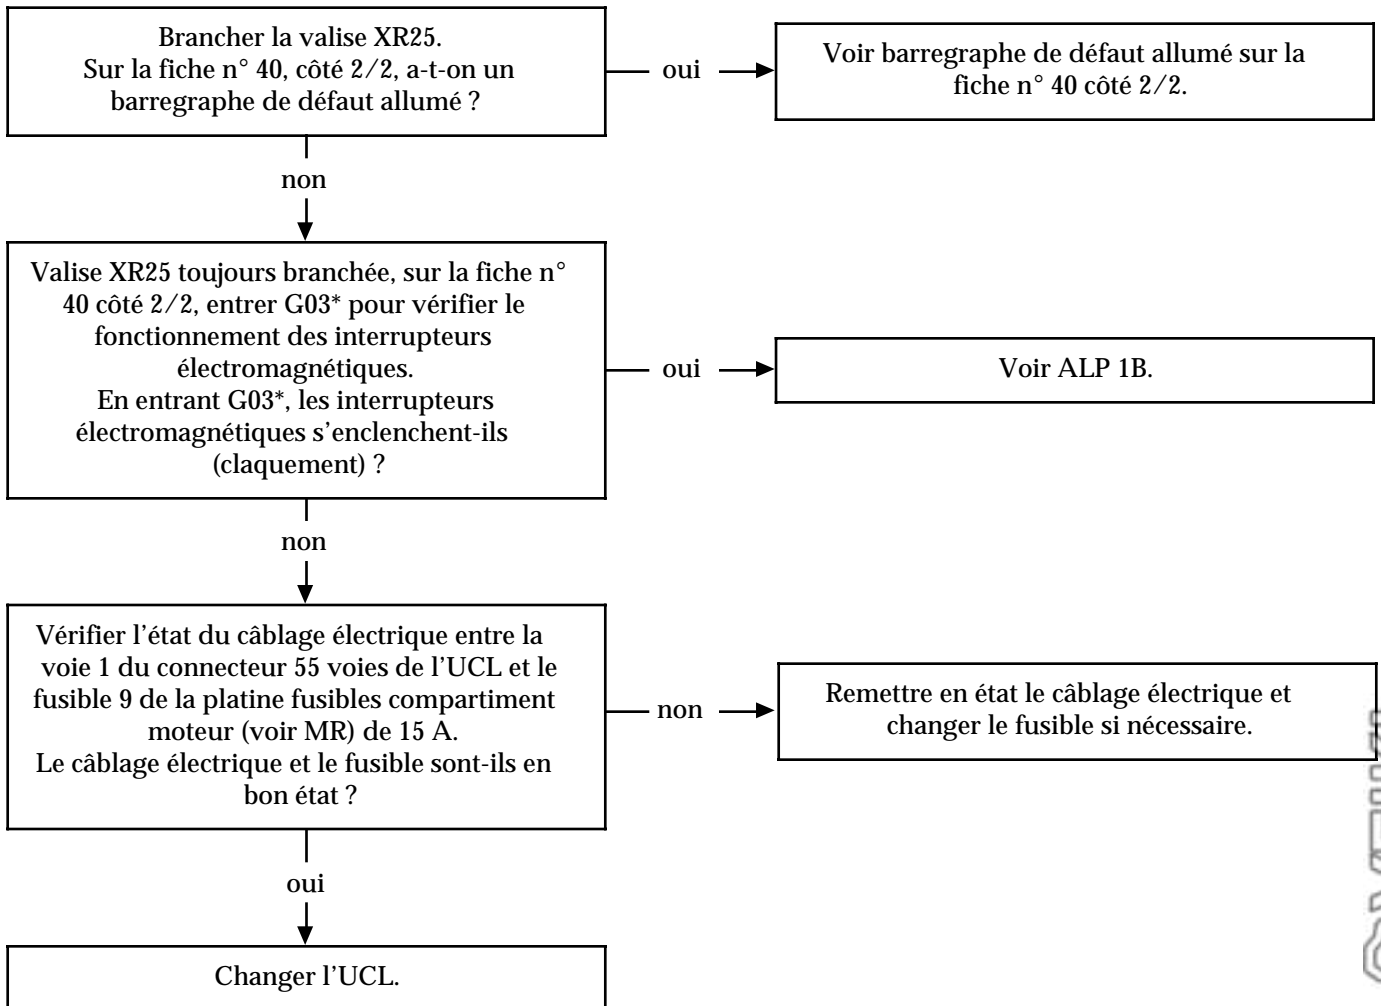 Brancher la valise XR25.
Sur la fiche n° 40, côté 2/2, a-t-on un
barregraphe de défaut allumé ?
oui
Voir barregraphe de défaut allumé sur la
fiche n° 40 côté 2/2.
non
Valise XR25 toujours branchée, sur la fiche n°
40 côté 2/2, entrer G03* pour vérifier le
fonctionnement des interrupteurs
électromagnétiques.
En entrant G03*, les interrupteurs
électromagnétiques s'enclenchent-ils
(claquement) ?
oui
Voir ALP 1B.
non
Vérifier l'état du câblage électrique entre la
voie 1 du connecteur 55 voies de l'UCL et le
fusible 9 de la platine fusibles compartiment
moteur (voir MR) de 15 A.
Le câblage électrique et le fusible sont-ils en
bon état ?
non
Remettre en état le câblage électrique et
changer le fusible si nécessaire.
oui
Changer l'UCL.